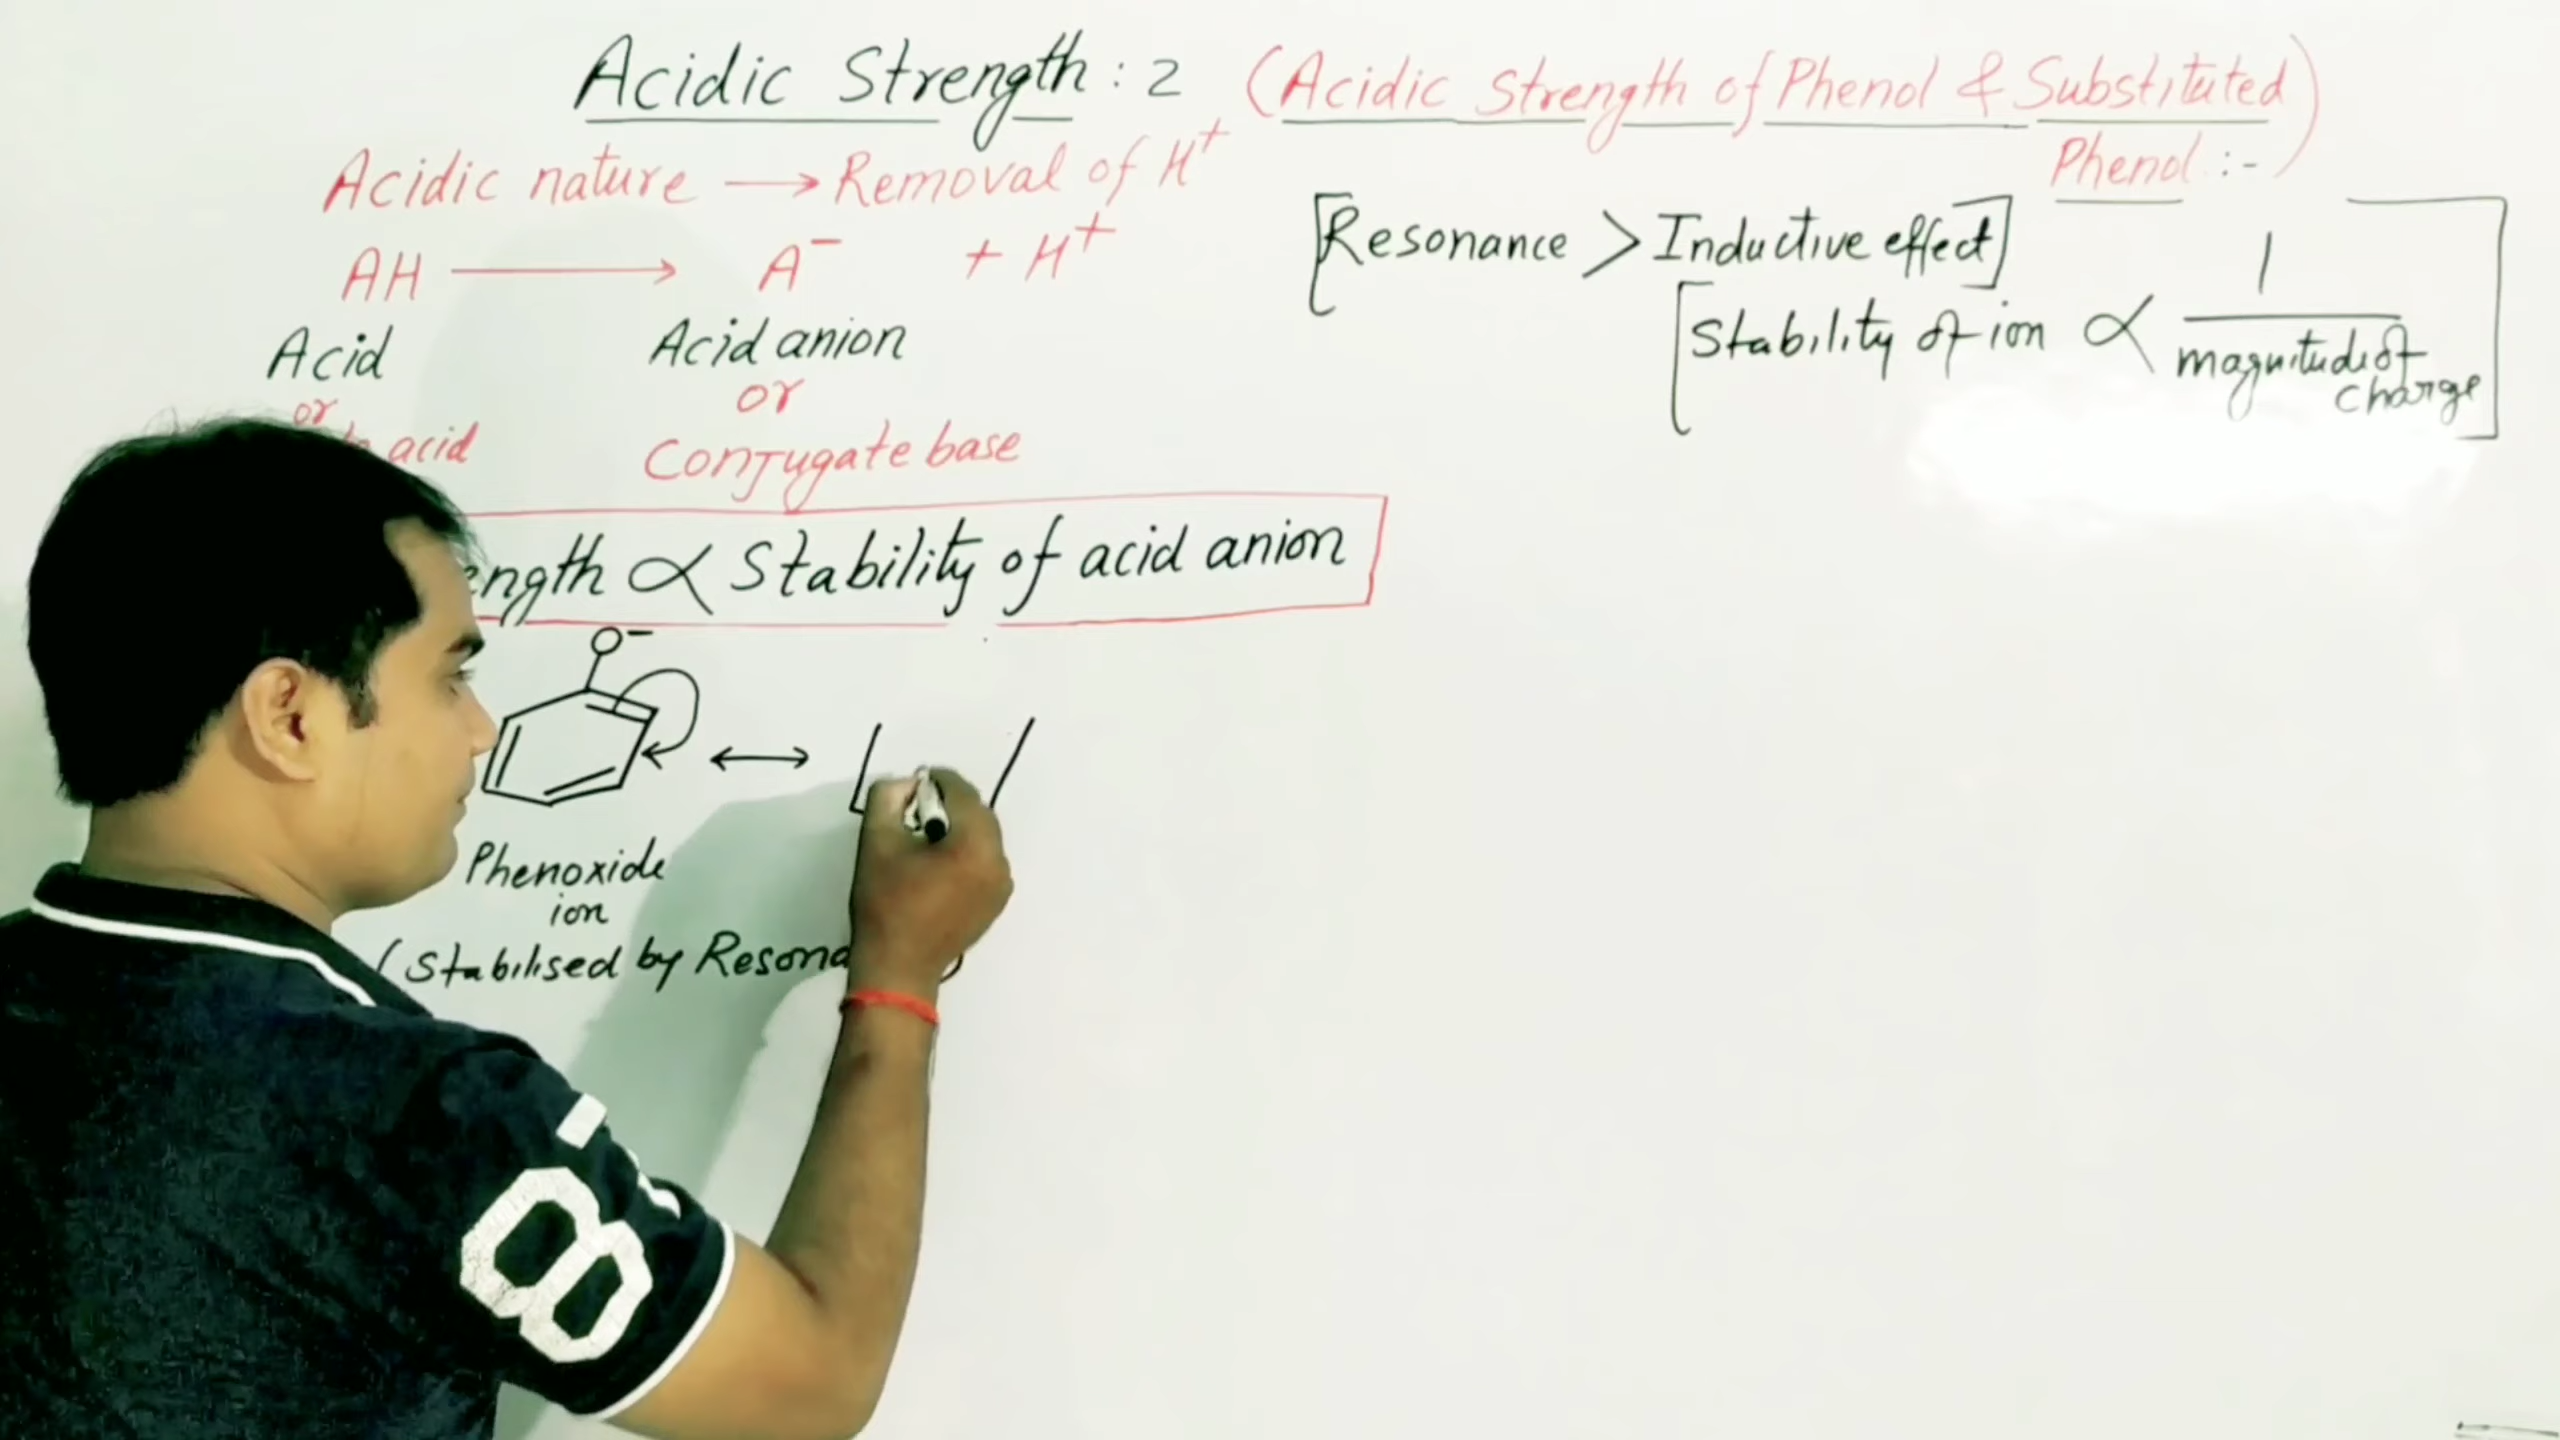 Acidic Strength : 2 (Acidic Strength of Phenol & Substituted
Phenol :-)
Acidic nature → Removal of H⁺
AH → A⁻ + H⁺
Acid Acid anion
or or
acid Conjugate base
[Resonance > Inductive effect]
[Stability of ion ∝ 1
magnitude of
charge]
ength ∝ Stability of acid anion
O⁻
↔
Phenoxide
ion
(Stabilised by Resona )
8